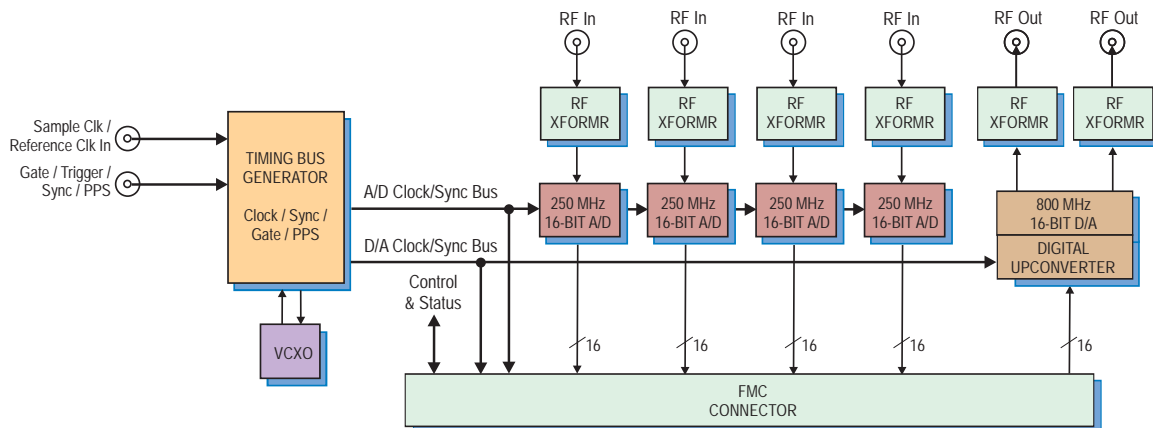 RF In
RF In
RF In
RF In
RF Out
RF Out
RF
XFORMR
RF
XFORMR
RF
XFORMR
RF
XFORMR
RF
XFORMR
RF
XFORMR
Sample Clk /
Reference Clk In
Gate / Trigger /
Sync / PPS
TIMING BUS
GENERATOR
Clock / Sync /
Gate / PPS
VCXO
A/D Clock/Sync Bus
D/A Clock/Sync Bus
Control
& Status
250 MHz
16-BIT A/D
250 MHz
16-BIT A/D
250 MHz
16-BIT A/D
250 MHz
16-BIT A/D
800 MHz
16-BIT D/A
DIGITAL
UPCONVERTER
16
16
16
16
16
FMC
CONNECTOR